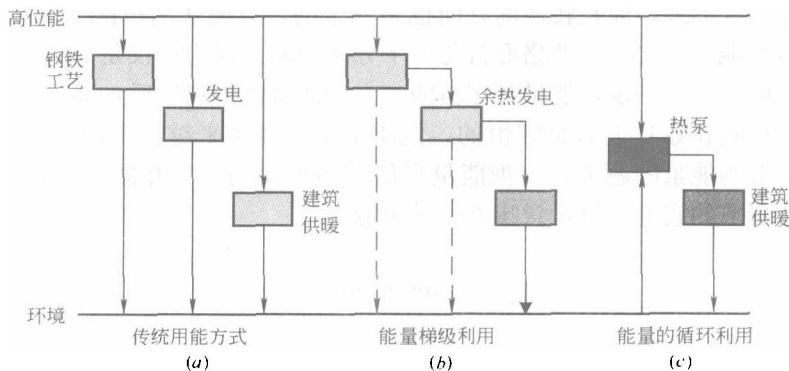 高位能
钢铁
工艺
发电
建筑
供暖
余热发电
热泵
建筑
供暖
环境
传统用能方式
能量梯级利用
能量的循环利用
(a)
(b)
(c)